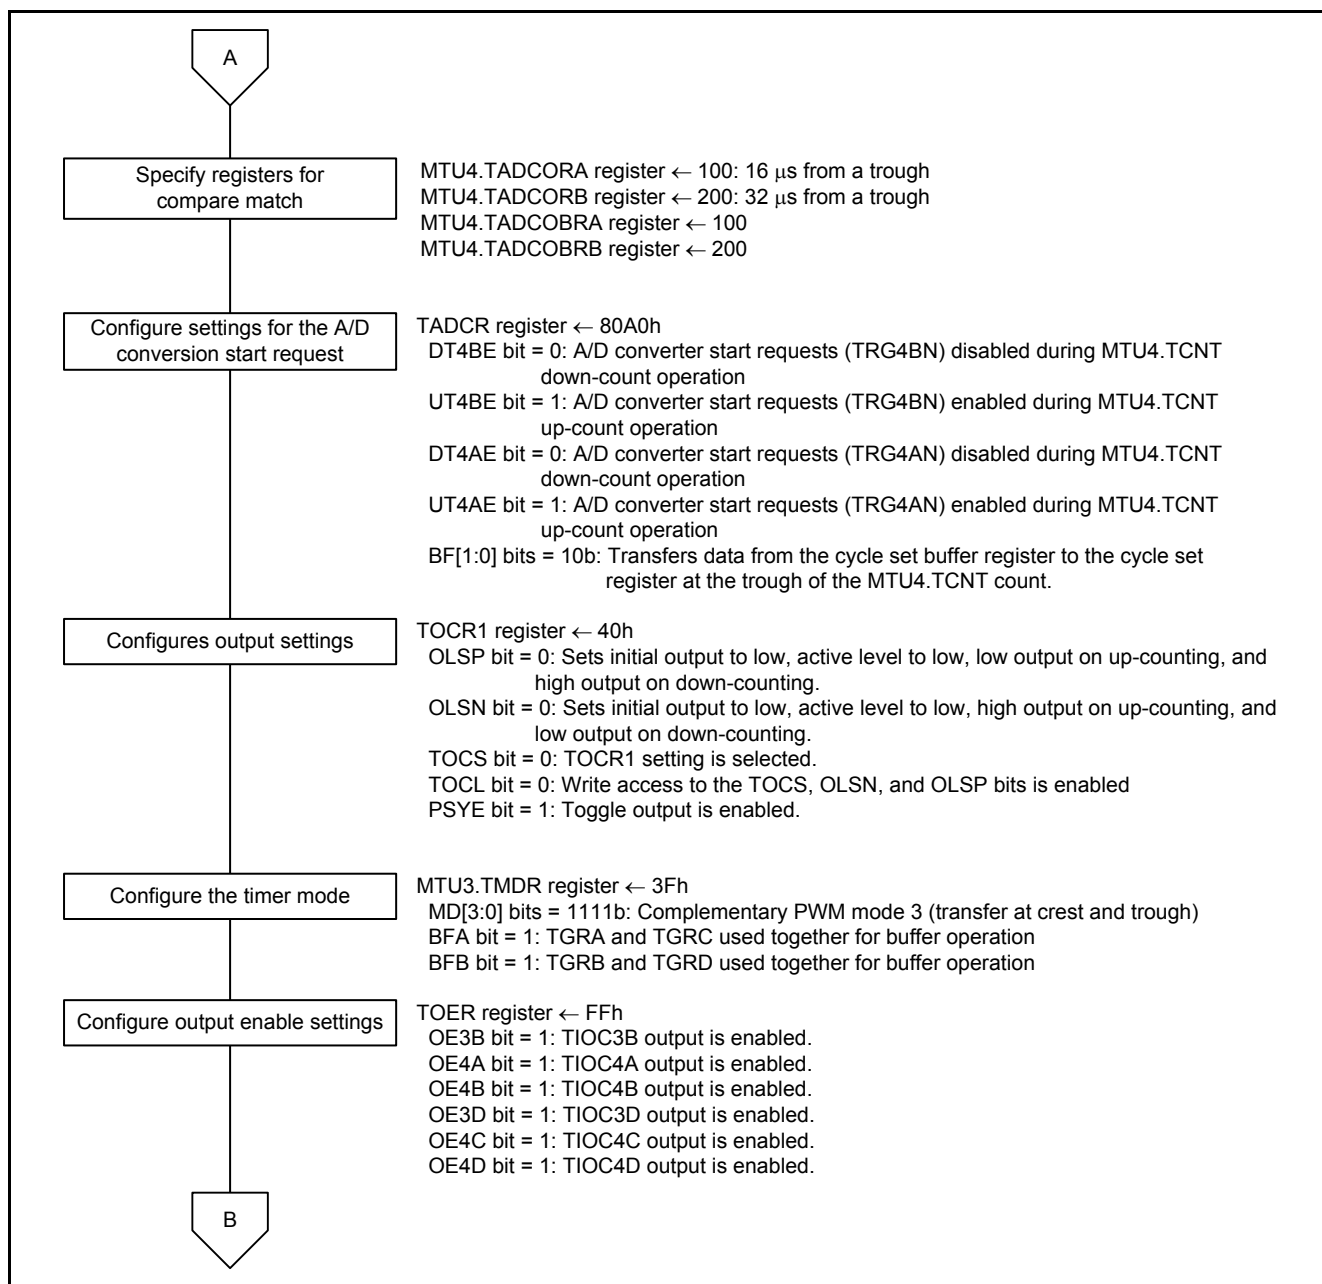 A
Specify registers for
compare match
MTU4.TADCORA register ← 100: 16 μs from a trough
MTU4.TADCORB register ← 200: 32 μs from a trough
MTU4.TADCOBRA register ← 100
MTU4.TADCOBRB register ← 200
Configure settings for the A/D
conversion start request
TADCR register ← 80A0h
DT4BE bit = 0: A/D converter start requests (TRG4BN) disabled during MTU4.TCNT
down-count operation
UT4BE bit = 1: A/D converter start requests (TRG4BN) enabled during MTU4.TCNT
up-count operation
DT4AE bit = 0: A/D converter start requests (TRG4AN) disabled during MTU4.TCNT
down-count operation
UT4AE bit = 1: A/D converter start requests (TRG4AN) enabled during MTU4.TCNT
up-count operation
BF[1:0] bits = 10b: Transfers data from the cycle set buffer register to the cycle set
register at the trough of the MTU4.TCNT count.
Configures output settings
TOCR1 register ← 40h
OLSP bit = 0: Sets initial output to low, active level to low, low output on up-counting, and
high output on down-counting.
OLSN bit = 0: Sets initial output to low, active level to low, high output on up-counting, and
low output on down-counting.
TOCS bit = 0: TOCR1 setting is selected.
TOCL bit = 0: Write access to the TOCS, OLSN, and OLSP bits is enabled
PSYE bit = 1: Toggle output is enabled.
Configure the timer mode
MTU3.TMDR register ← 3Fh
MD[3:0] bits = 1111b: Complementary PWM mode 3 (transfer at crest and trough)
BFA bit = 1: TGRA and TGRC used together for buffer operation
BFB bit = 1: TGRB and TGRD used together for buffer operation
Configure output enable settings
TOER register ← FFh
OE3B bit = 1: TIOC3B output is enabled.
OE4A bit = 1: TIOC4A output is enabled.
OE4B bit = 1: TIOC4B output is enabled.
OE3D bit = 1: TIOC3D output is enabled.
OE4C bit = 1: TIOC4C output is enabled.
OE4D bit = 1: TIOC4D output is enabled.
B